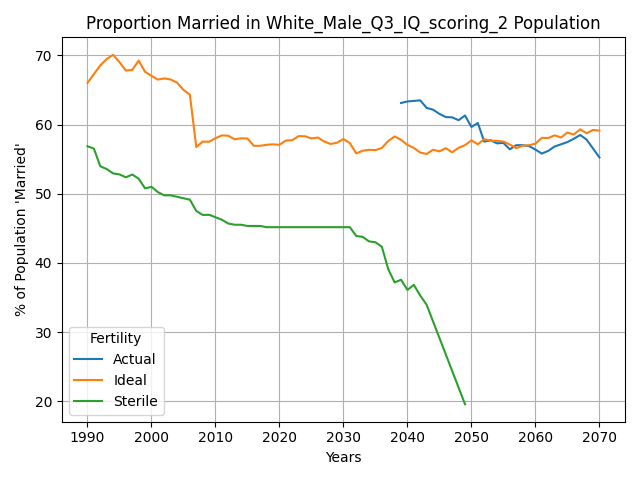 Proportion Married in White_Male_Q3_IQ_scoring_2 Population
% of Population 'Married'
70
60
50
40
30
20
Fertility
Actual
Ideal
Sterile
1990 2000 2010 2020 2030 2040 2050 2060 2070
Years